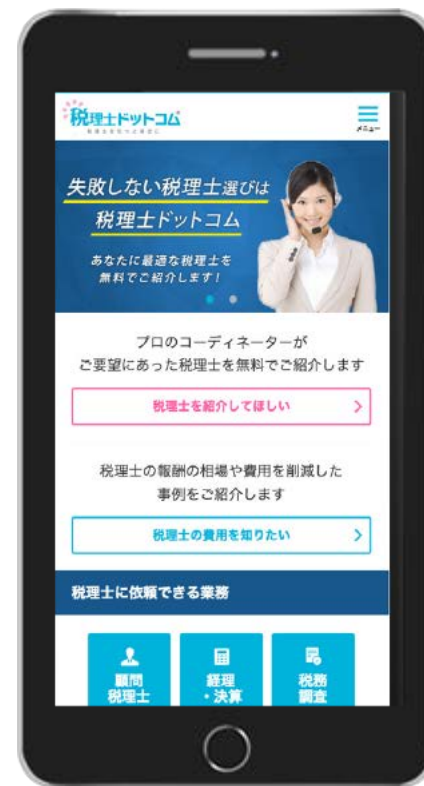 税理士ドットコム
メニュー
失敗しない税理士選びは
税理士ドットコム
あなたに最適な税理士を
無料でご紹介します!
プロのコーディネーターが
ご要望にあった税理士を無料でご紹介します
税理士を紹介してほしい
税理士の報酬の相場や費用を削減した
事例をご紹介します
税理士の費用を知りたい
税理士に依頼できる業務
顧問
税理士
経理
・決算
税務
調査